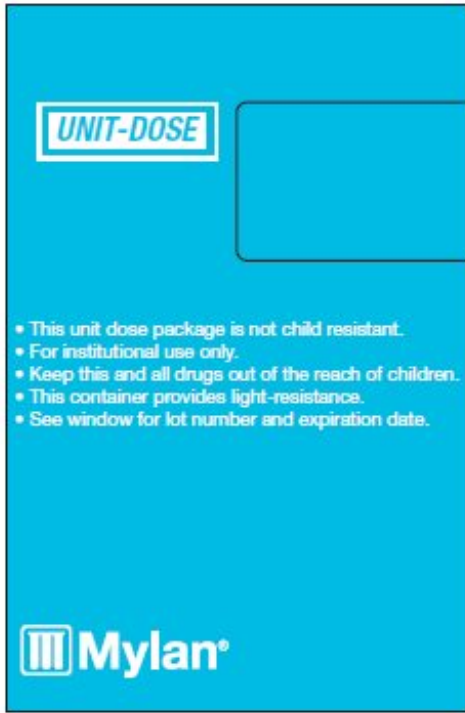 UNIT-DOSE
• This unit dose package is not child resistant.
• For institutional use only.
• Keep this and all drugs out of the reach of children.
• This container provides light-resistance.
• See window for lot number and expiration date.
Mylan®